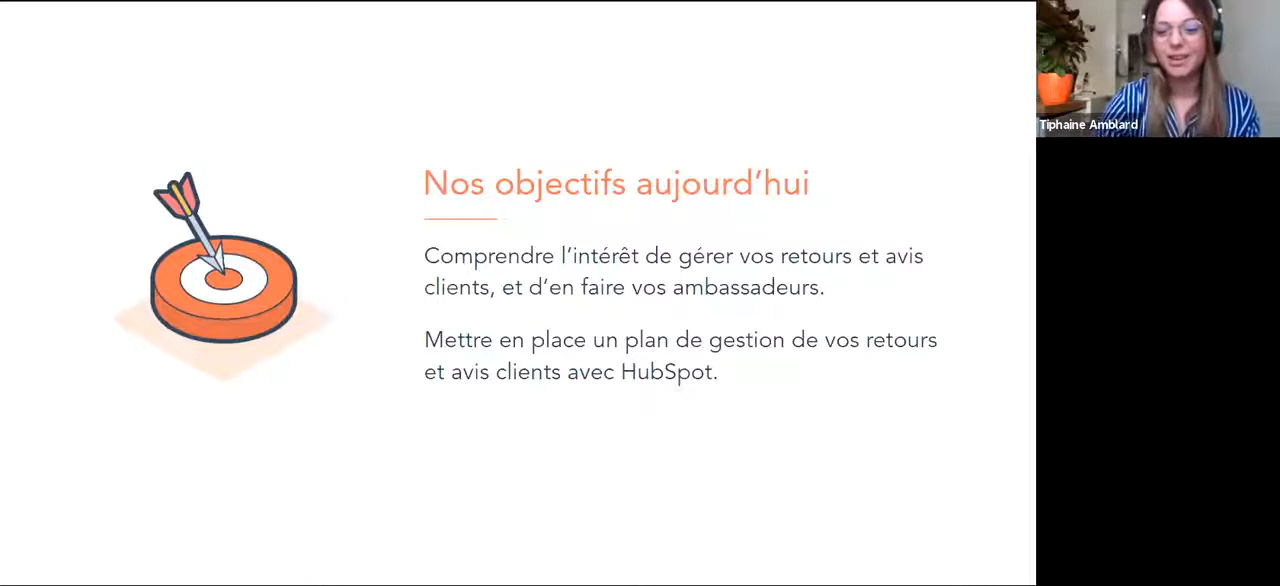 Nos objectifs aujourd’hui
Comprendre l’intérêt de gérer vos retours et avis
clients, et d’en faire vos ambassadeurs.
Mettre en place un plan de gestion de vos retours
et avis clients avec HubSpot.
Tiphaine Amblard